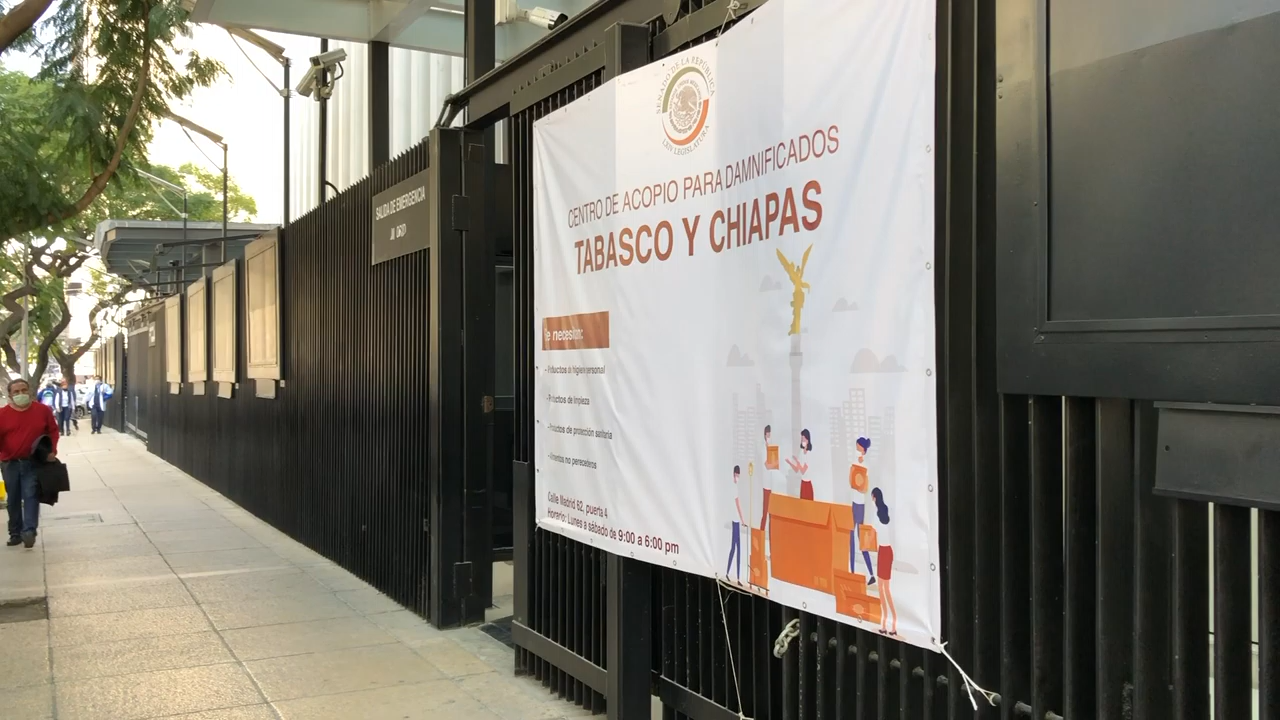 SALIDA DE EMERGENCIA
SENADO DE LA REPÚBLICA
LXIV LEGISLATURA
CENTRO DE ACOPIO PARA DAMNIFICADOS
TABASCO Y CHIAPAS
Se necesitan:
- Productos de higiene personal
- Productos de limpieza
- Productos de protección sanitaria
- Alimentos no perecederos
Calle Madrid 62, puerta 4
Horario: Lunes a sábado de 9:00 a 6:00 pm